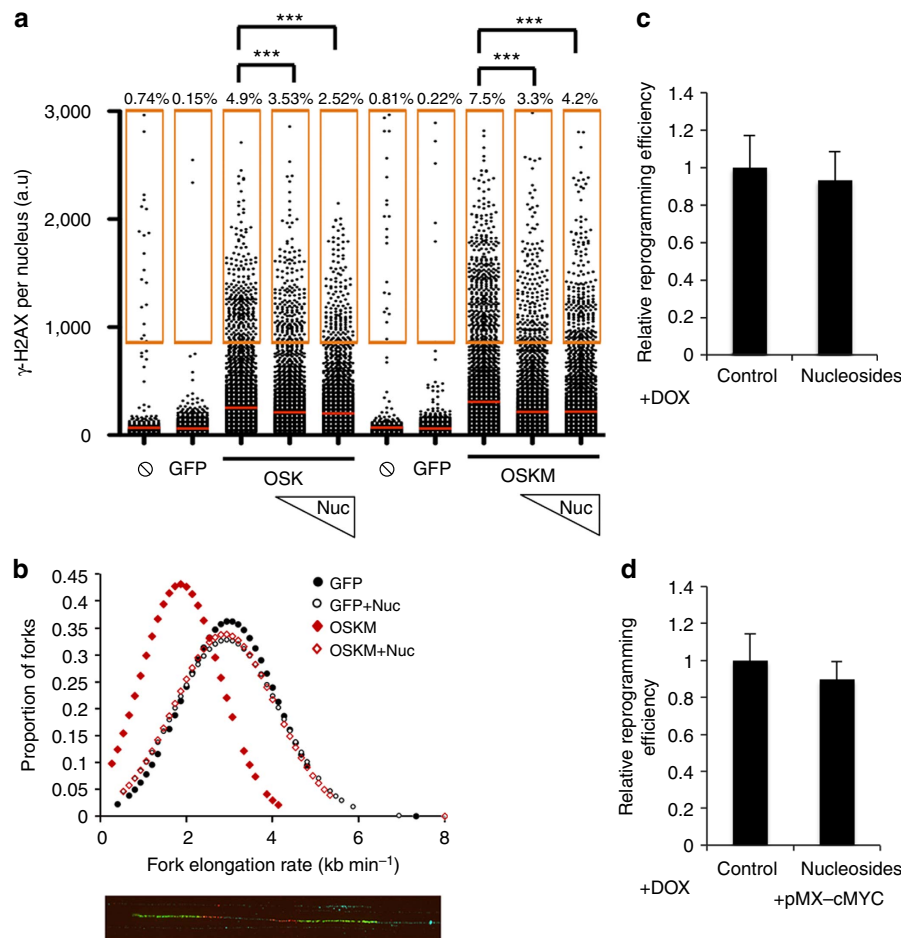 a
***
***
***
***
0.74% 0.15% 4.9% 3.53% 2.52% 0.81% 0.22% 7.5% 3.3% 4.2%
3,000
2,000
1,000
0
γ-H2AX per nucleus (a.u)
GFP
OSK
Nuc
GFP
OSKM
Nuc
b
0.45
0.4
0.35
0.3
0.25
0.2
0.15
0.1
0.05
0
Proportion of forks
GFP
GFP+Nuc
OSKM
OSKM+Nuc
0 2 4 6 8
Fork elongation rate (kb min⁻¹)
c
1.4
1.2
1
0.8
0.6
0.4
0.2
0
Relative reprogramming efficiency
Control Nucleosides
+DOX
d
1.4
1.2
1
0.8
0.6
0.4
0.2
0
Relative reprogramming
efficiency
Control Nucleosides
+DOX
+pMX–cMYC